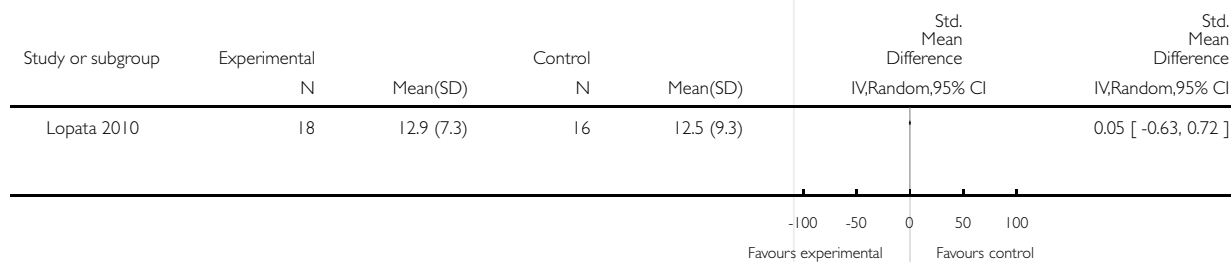 Study or subgroup Experimental Control Std. Mean Difference Std. Mean Difference
N Mean(SD) N Mean(SD) IV,Random,95% CI IV,Random,95% CI
Lopata 2010 18 12.9 (7.3) 16 12.5 (9.3) 0.05 [ -0.63, 0.72 ]
-100 -50 0 50 100
Favours experimental Favours control